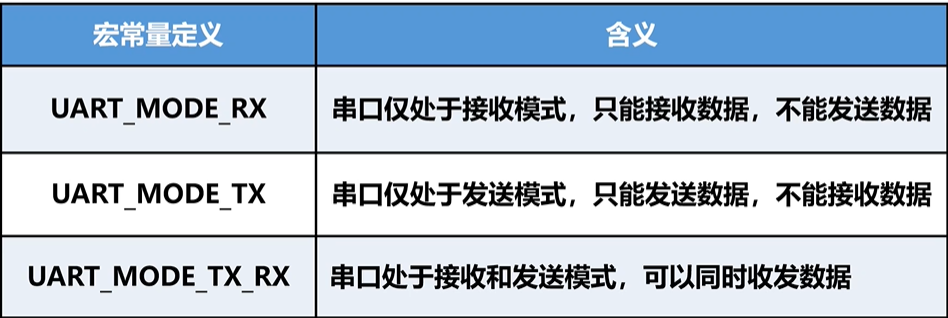 宏常量定义 含义
UART_MODE_RX 串口仅处于接收模式，只能接收数据，不能发送数据
UART_MODE_TX 串口仅处于发送模式，只能发送数据，不能接收数据
UART_MODE_TX_RX 串口处于接收和发送模式，可以同时收发数据